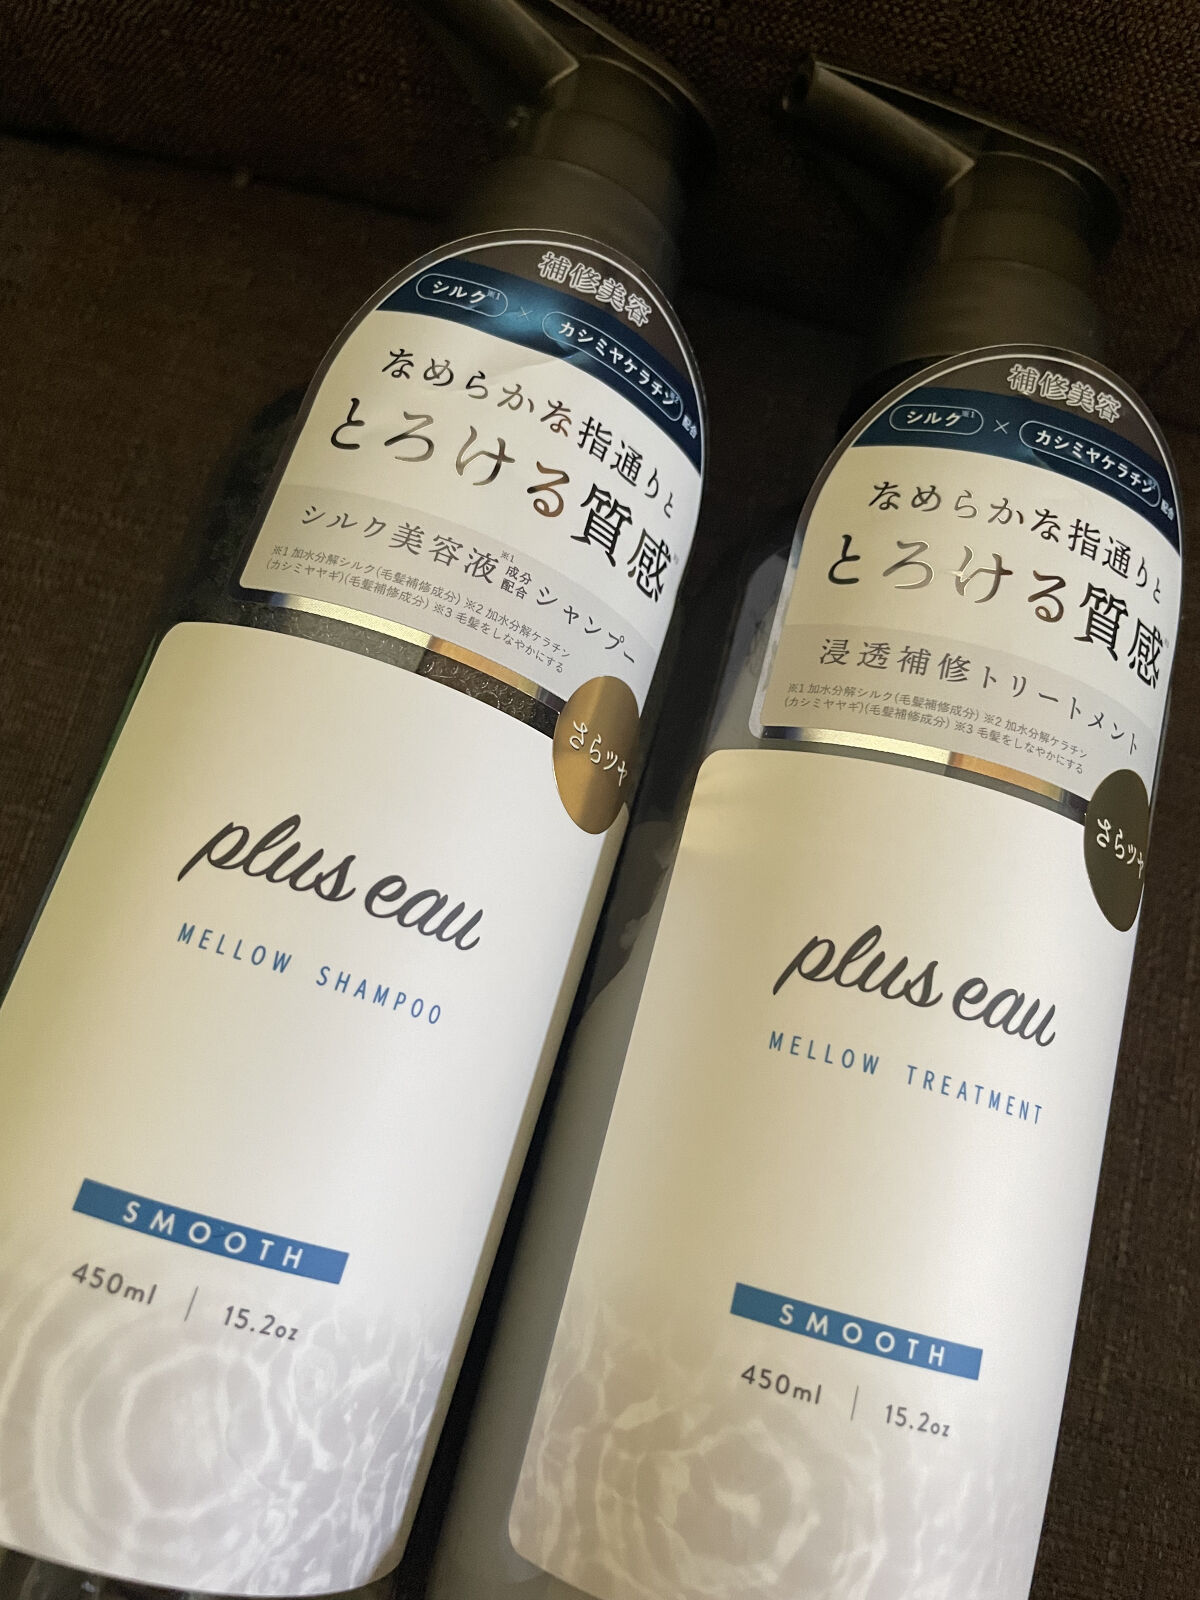 補修美容
シルク※1 × カシミヤケラチン※2 配合
なめらかな指通りと
とろける質感※3
シルク美容液※1 成分配合 シャンプー
※1 加水分解シルク(毛髪補修成分) ※2 加水分解ケラチン
(カシミヤヤギ)(毛髪補修成分) ※3 毛髪をしなやかにする
さらツヤ
plus eau
MELLOW SHAMPOO
SMOOTH
450ml | 15.2oz
補修美容
シルク※1 × カシミヤケラチン※2 配合
なめらかな指通りと
とろける質感※3
浸透補修トリートメント
※1 加水分解シルク(毛髪補修成分) ※2 加水分解ケラチン
(カシミヤヤギ)(毛髪補修成分) ※3 毛髪をしなやかにする
さらツヤ
plus eau
MELLOW TREATMENT
SMOOTH
450ml | 15.2oz